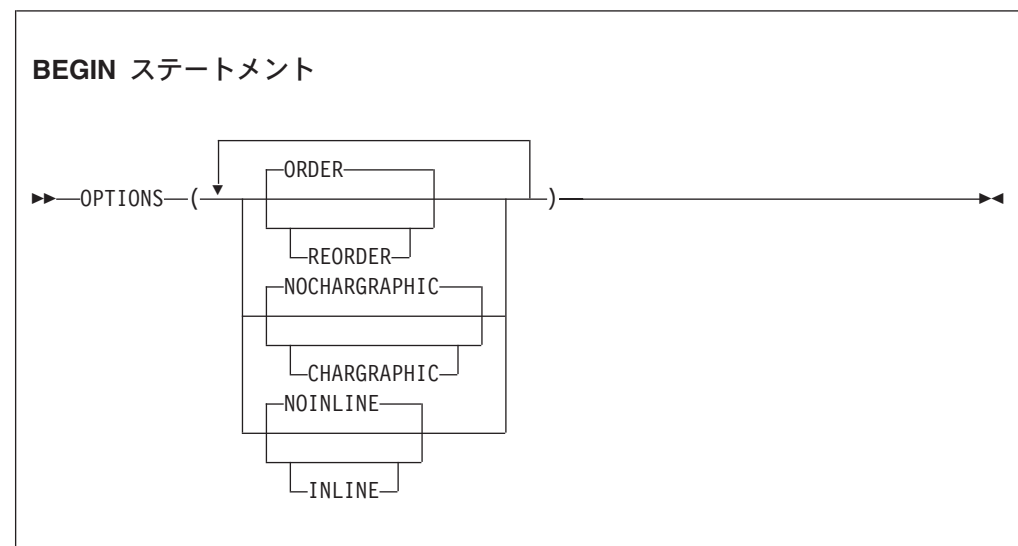 BEGIN ステートメント
ORDER
OPTIONS ( )
REORDER
NOCHARGRAPHIC
CHARGRAPHIC
NOINLINE
INLINE